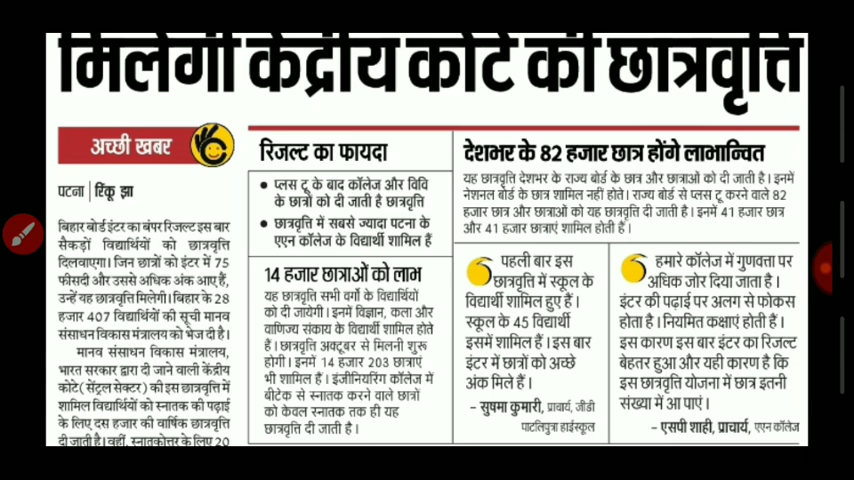 मिलेगी केंद्रीय कोटे की छात्रवृत्ति
अच्छी खबर
पटना | रिंकू झा
बिहार बोर्ड इंटर का बंपर रिजल्ट इस बार
सैकड़ों विद्यार्थियों को छात्रवृत्ति
दिलवाएगा। जिन छात्रों को इंटर में 75
फीसदी और उससे अधिक अंक आए हैं,
उन्हें यह छात्रवृत्ति मिलेगी। बिहार के 28
हजार 407 विद्यार्थियों की सूची मानव
संसाधन विकास मंत्रालय को भेज दी है।
मानव संसाधन विकास मंत्रालय,
भारत सरकार द्वारा दी जाने वाली केंद्रीय
कोटे (सेंट्रल सेक्टर) की इस छात्रवृत्ति में
शामिल विद्यार्थियों को स्नातक की पढ़ाई
के लिए दस हजार की वार्षिक छात्रवृत्ति
दी जाती है। वहीं, स्नातकोत्तर के लिए 20
रिजल्ट का फायदा
● प्लस टू के बाद कॉलेज और विवि
के छात्रों को दी जाती है छात्रवृत्ति
● छात्रवृत्ति में सबसे ज्यादा पटना के
एएन कॉलेज के विद्यार्थी शामिल हैं
14 हजार छात्राओं को लाभ
यह छात्रवृत्ति सभी वर्गो के विद्यार्थियों
को दी जायेगी। इनमें विज्ञान, कला और
वाणिज्य संकाय के विद्यार्थी शामिल होते
हैं। छात्रवृत्ति अक्टूबर से मिलनी शुरू
होगी। इनमें 14 हजार 203 छात्राएं
भी शामिल हैं। इंजीनियरिंग कॉलेज में
बीटेक से स्नातक करने वाले छात्रों
को केवल स्नातक तक ही यह
छात्रवृत्ति दी जाती है।
देशभर के 82 हजार छात्र होंगे लाभान्वित
यह छात्रवृत्ति देशभर के राज्य बोर्ड के छात्र और छात्राओं को दी जाती है। इनमें
नेशनल बोर्ड के छात्र शामिल नहीं होते। राज्य बोर्ड से प्लस टू करने वाले 82
हजार छात्र और छात्राओं को यह छात्रवृत्ति दी जाती है। इनमें 41 हजार छात्र
और 41 हजार छात्राएं शामिल होती हैं।
पहली बार इस
छात्रवृत्ति में स्कूल के
विद्यार्थी शामिल हुए हैं।
स्कूल के 45 विद्यार्थी
इसमें शामिल हैं। इस बार
इंटर में छात्रों को अच्छे
अंक मिले हैं।
– सुषमा कुमारी, प्राचार्य, जीडी
पाटलिपुत्रा हाईस्कूल
हमारे कॉलेज में गुणवत्ता पर
अधिक जोर दिया जाता है।
इंटर की पढ़ाई पर अलग से फोकस
होता है। नियमित कक्षाएं होती हैं।
इस कारण इस बार इंटर का रिजल्ट
बेहतर हुआ और यही कारण है कि
इस छात्रवृत्ति योजना में छात्र इतनी
संख्या में आ पाएं।
– एसपी शाही, प्राचार्य, एएन कॉलेज